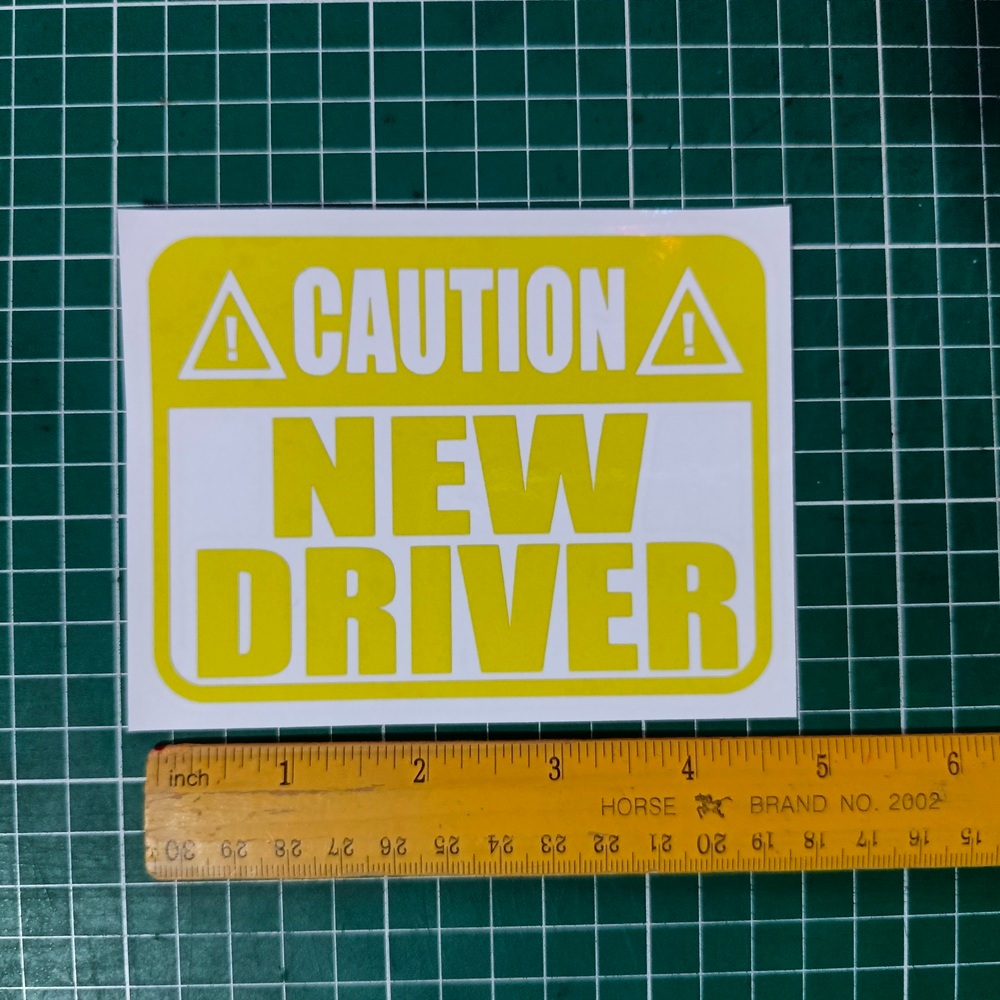 ! CAUTION !
NEW
DRIVER
inch 1 2 3 4 5 6
HORSE BRAND NO. 2002
30 29 28 27 26 25 24 23 22 21 20 19 18 17 16 15